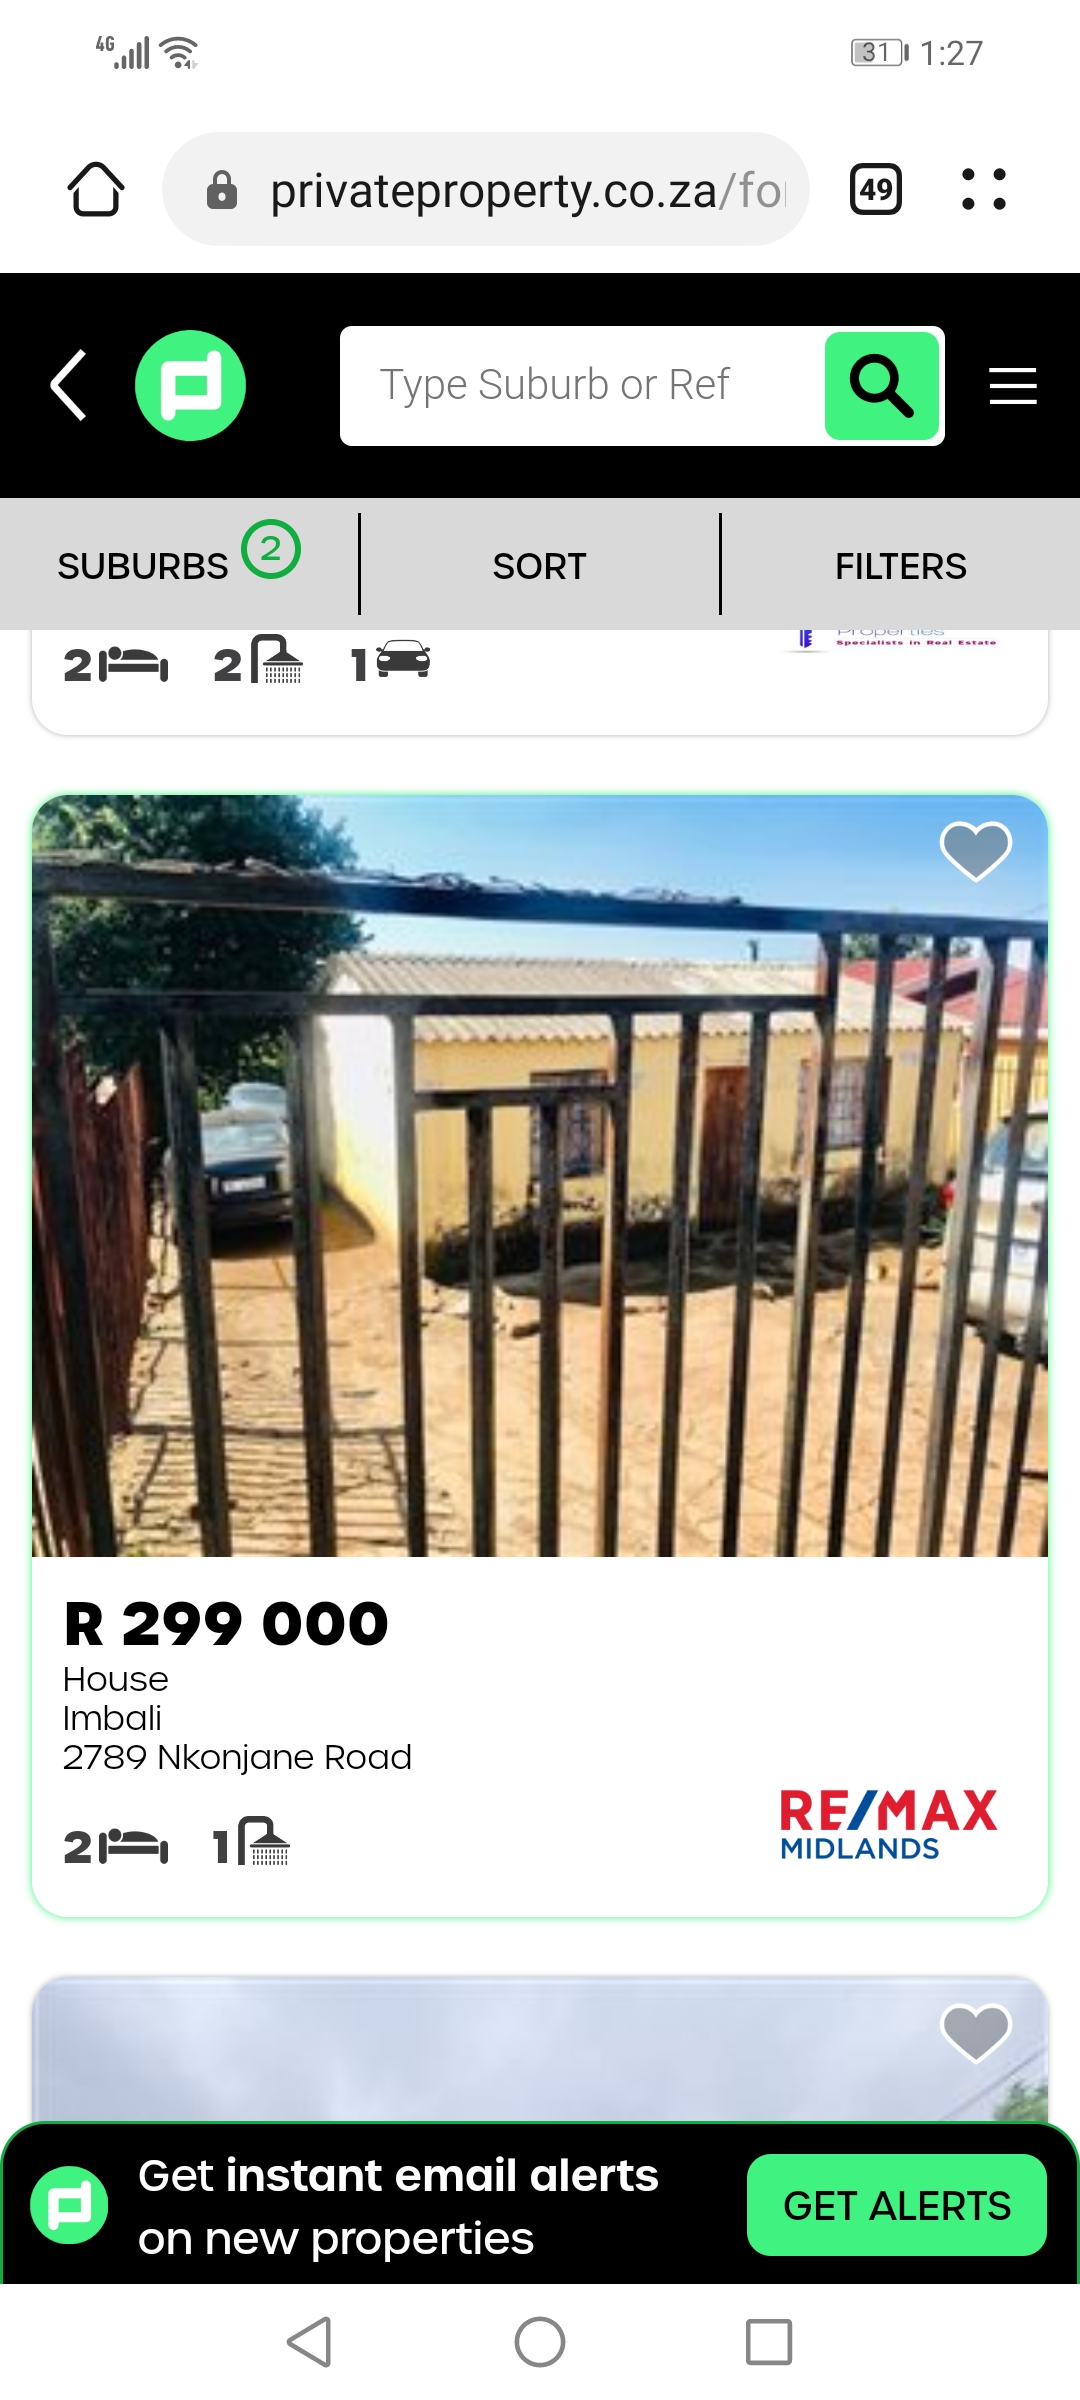 4G
31
1:27
privateproperty.co.za/fo
49
Type Suburb or Ref
SUBURBS 2
SORT
FILTERS
Properties
Specialists in Real Estate
2 2 1
R 299 000
House
Imbali
2789 Nkonjane Road
2 1
RE/MAX
MIDLANDS
Get instant email alerts
on new properties
GET ALERTS